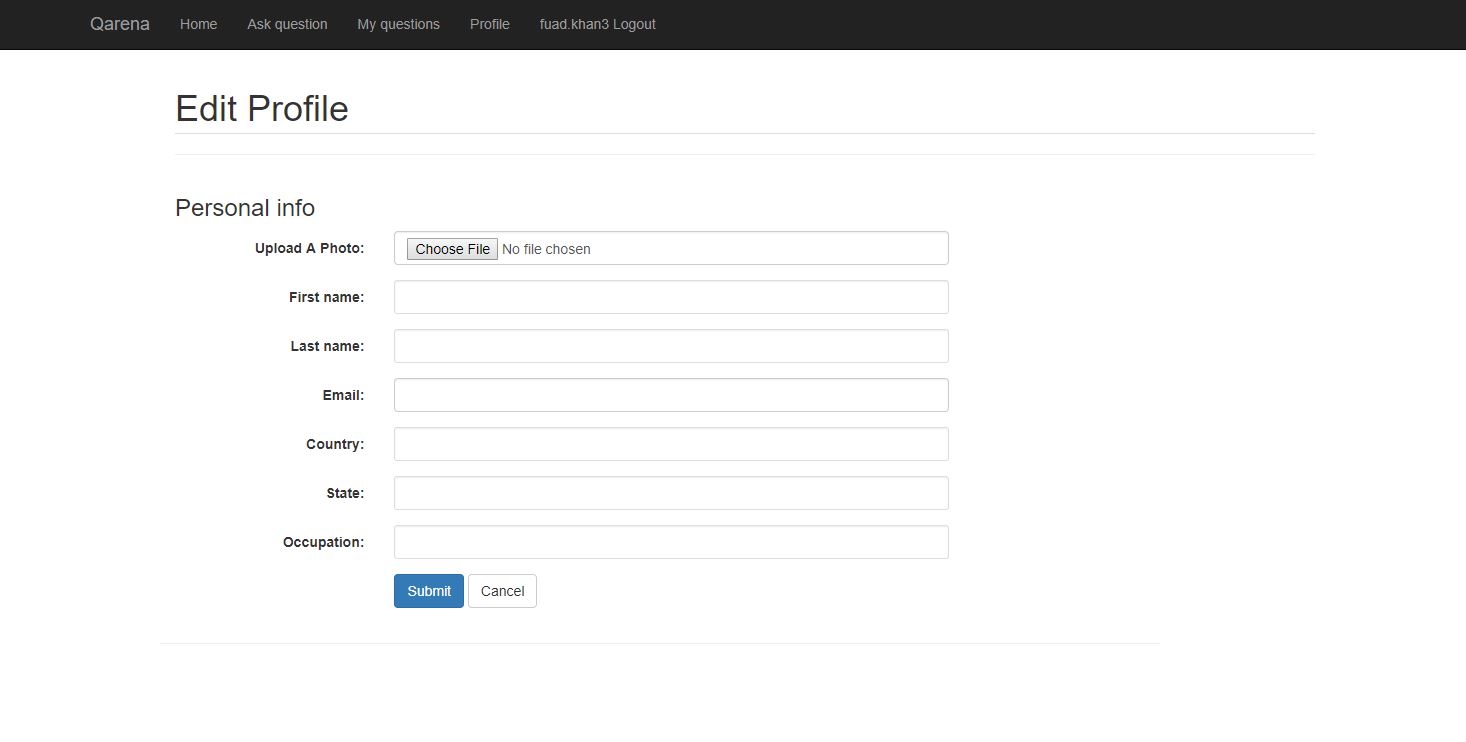 Qarena Home Ask question My questions Profile fuad.khan3 Logout
Edit Profile
Personal info
Upload A Photo: Choose File No file chosen
First name:
Last name:
Email:
Country:
State:
Occupation:
Submit Cancel